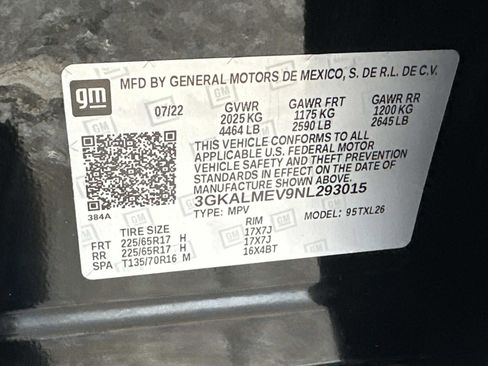 gm
MFD BY GENERAL MOTORS DE MEXICO, S. DE R.L. DE C.V.
07/22 GVWR GAWR FRT GAWR RR
2025 KG 1175 KG 1200 KG
4464 LB 2590 LB 2645 LB
THIS VEHICLE CONFORMS TO ALL
APPLICABLE U.S. FEDERAL MOTOR
VEHICLE SAFETY AND THEFT PREVENTION
STANDARDS IN EFFECT ON THE DATE OF
MANUFACTURE SHOWN ABOVE.
3GKALMEV9NL293015
384A TYPE: MPV MODEL: 95TXL26
TIRE SIZE RIM
FRT 225/65R17 H 17X7J
RR 225/65R17 H 17X7J
SPA T135/70R16 M 16X4BT